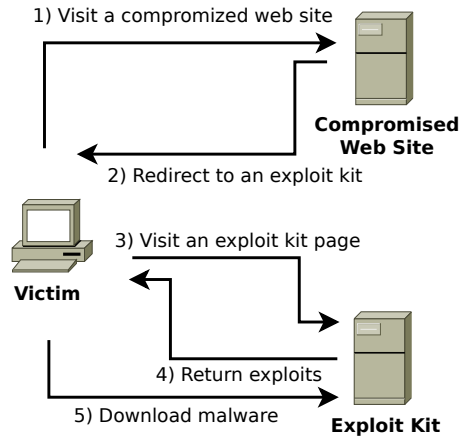 1) Visit a compromized web site
Compromised
Web Site
2) Redirect to an exploit kit
3) Visit an exploit kit page
Victim
4) Return exploits
5) Download malware
Exploit Kit